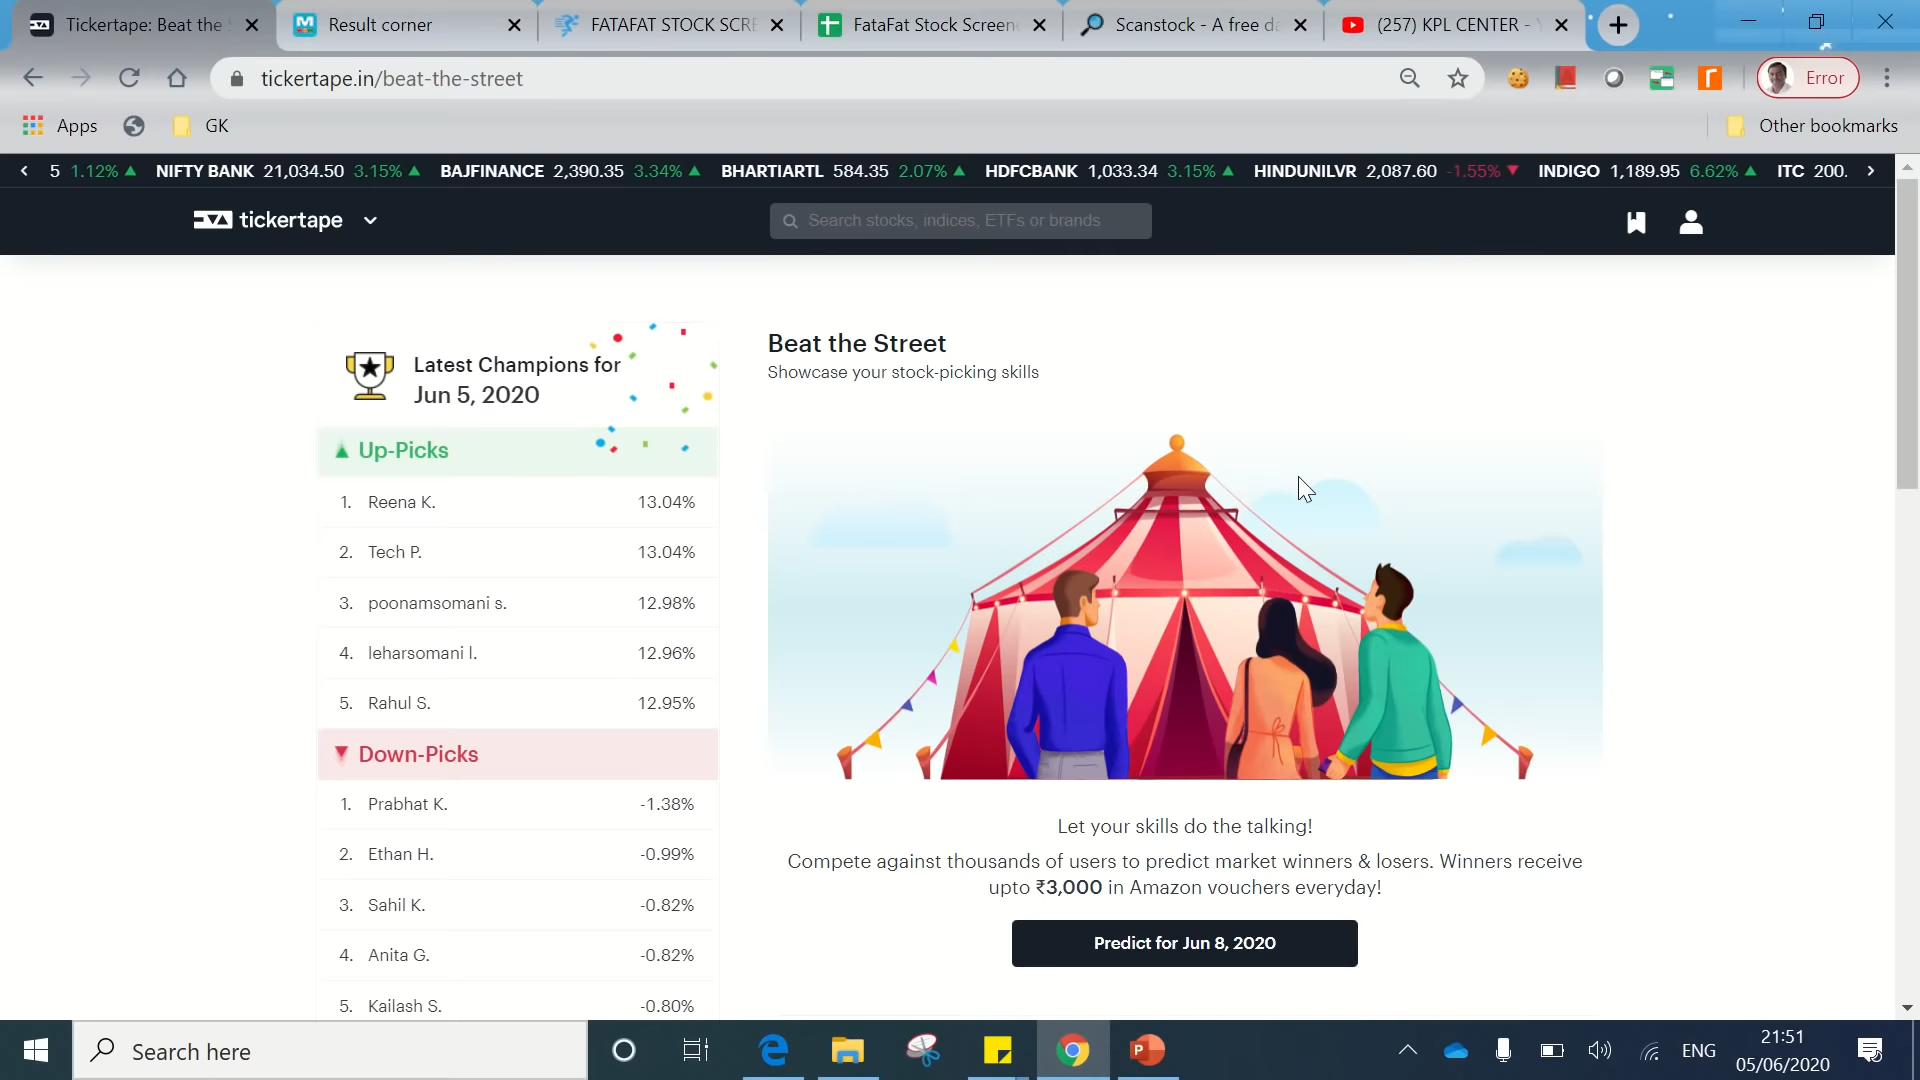 Tickertape: Beat the
Result corner
FATAFAT STOCK SCRE
FataFat Stock Screen
Scanstock - A free da
(257) KPL CENTER -
tickertape.in/beat-the-street
Error
Apps
GK
Other bookmarks
5 1.12% ▲ NIFTY BANK 21,034.50 3.15% ▲ BAJFINANCE 2,390.35 3.34% ▲ BHARTIARTL 584.35 2.07% ▲ HDFCBANK 1,033.34 3.15% ▲ HINDUNILVR 2,087.60 -1.55% ▼ INDIGO 1,189.95 6.62% ▲ ITC 200.
tickertape
Search stocks, indices, ETFs or brands
Latest Champions for
Jun 5, 2020
▲ Up-Picks
1. Reena K. 13.04%
2. Tech P. 13.04%
3. poonamsomani s. 12.98%
4. leharsomani l. 12.96%
5. Rahul S. 12.95%
▼ Down-Picks
1. Prabhat K. -1.38%
2. Ethan H. -0.99%
3. Sahil K. -0.82%
4. Anita G. -0.82%
5. Kailash S. -0.80%
Beat the Street
Showcase your stock-picking skills
Let your skills do the talking!
Compete against thousands of users to predict market winners & losers. Winners receive
upto ₹3,000 in Amazon vouchers everyday!
Predict for Jun 8, 2020
Search here
ENG
21:51
05/06/2020